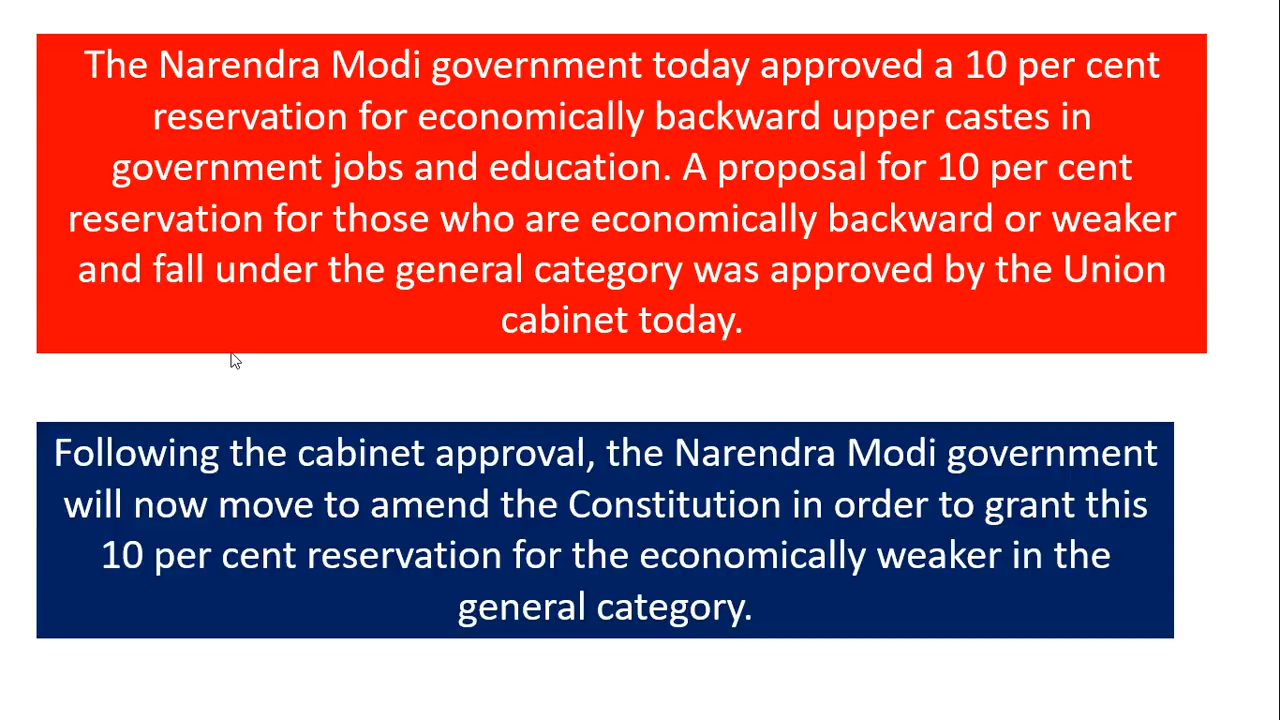 The Narendra Modi government today approved a 10 per cent
reservation for economically backward upper castes in
government jobs and education. A proposal for 10 per cent
reservation for those who are economically backward or weaker
and fall under the general category was approved by the Union
cabinet today.
Following the cabinet approval, the Narendra Modi government
will now move to amend the Constitution in order to grant this
10 per cent reservation for the economically weaker in the
general category.